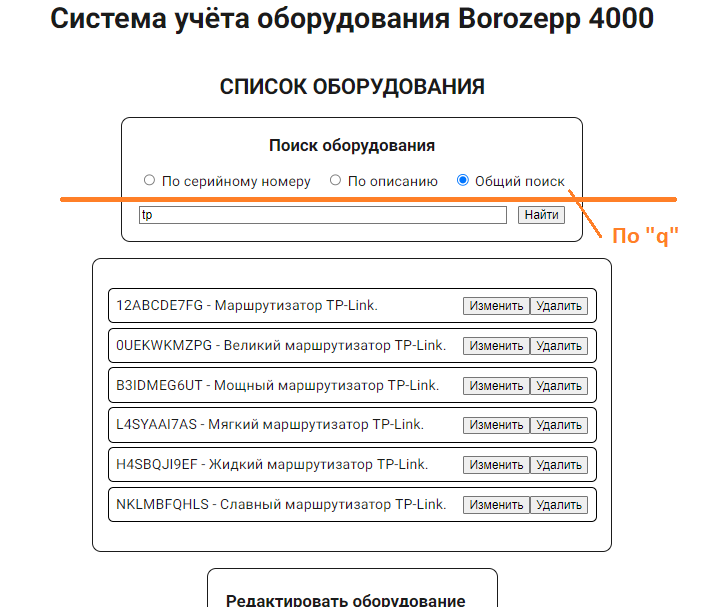 Система учёта оборудования Borozepp 4000
СПИСОК ОБОРУДОВАНИЯ
Поиск оборудования
По серийному номеру По описанию Общий поиск
tp Найти
По "q"
12ABCDE7FG - Маршрутизатор TP-Link. Изменить Удалить
0UEKWKMZPG - Великий маршрутизатор TP-Link. Изменить Удалить
B3IDMEG6UT - Мощный маршрутизатор TP-Link. Изменить Удалить
L4SYAAI7AS - Мягкий маршрутизатор TP-Link. Изменить Удалить
H4SBQJI9EF - Жидкий маршрутизатор TP-Link. Изменить Удалить
NKLMBFQHLS - Славный маршрутизатор TP-Link. Изменить Удалить
Редактировать оборудование